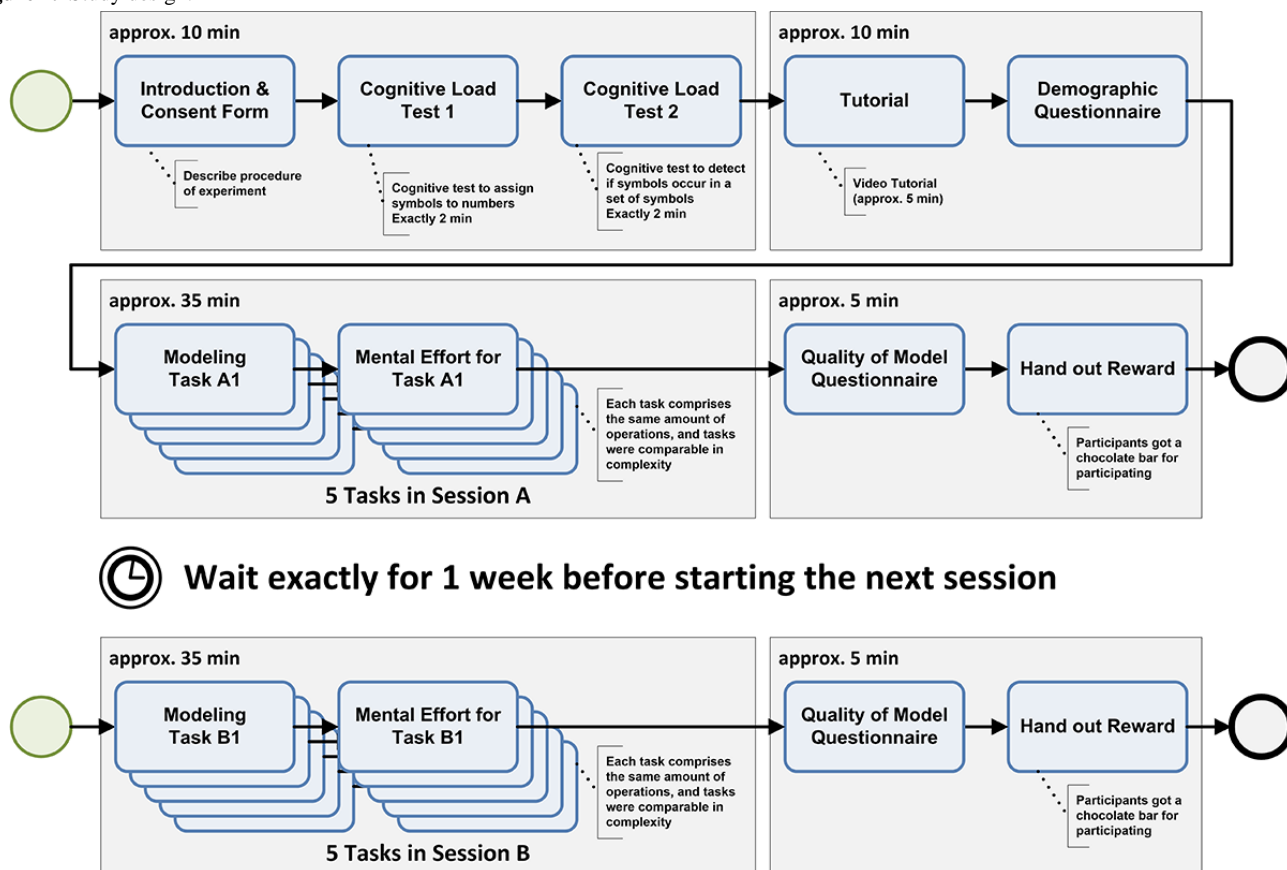 approx. 10 min
approx. 10 min
Introduction &
Consent Form
Cognitive Load
Test 1
Cognitive Load
Test 2
Tutorial
Demographic
Questionnaire
Describe procedure
of experiment
Cognitive test to assign
symbols to numbers
Exactly 2 min
Cognitive test to detect
if symbols occur in a
set of symbols
Exactly 2 min
Video Tutorial
(approx. 5 min)
approx. 35 min
approx. 5 min
Modeling
Task A1
Mental Effort for
Task A1
Quality of Model
Questionnaire
Hand out Reward
Each task comprises
the same amount of
operations, and tasks
were comparable in
complexity
Participants got a
chocolate bar for
participating
5 Tasks in Session A
Wait exactly for 1 week before starting the next session
approx. 35 min
approx. 5 min
Modeling
Task B1
Mental Effort for
Task B1
Quality of Model
Questionnaire
Hand out Reward
Each task comprises
the same amount of
operations, and tasks
were comparable in
complexity
Participants got a
chocolate bar for
participating
5 Tasks in Session B